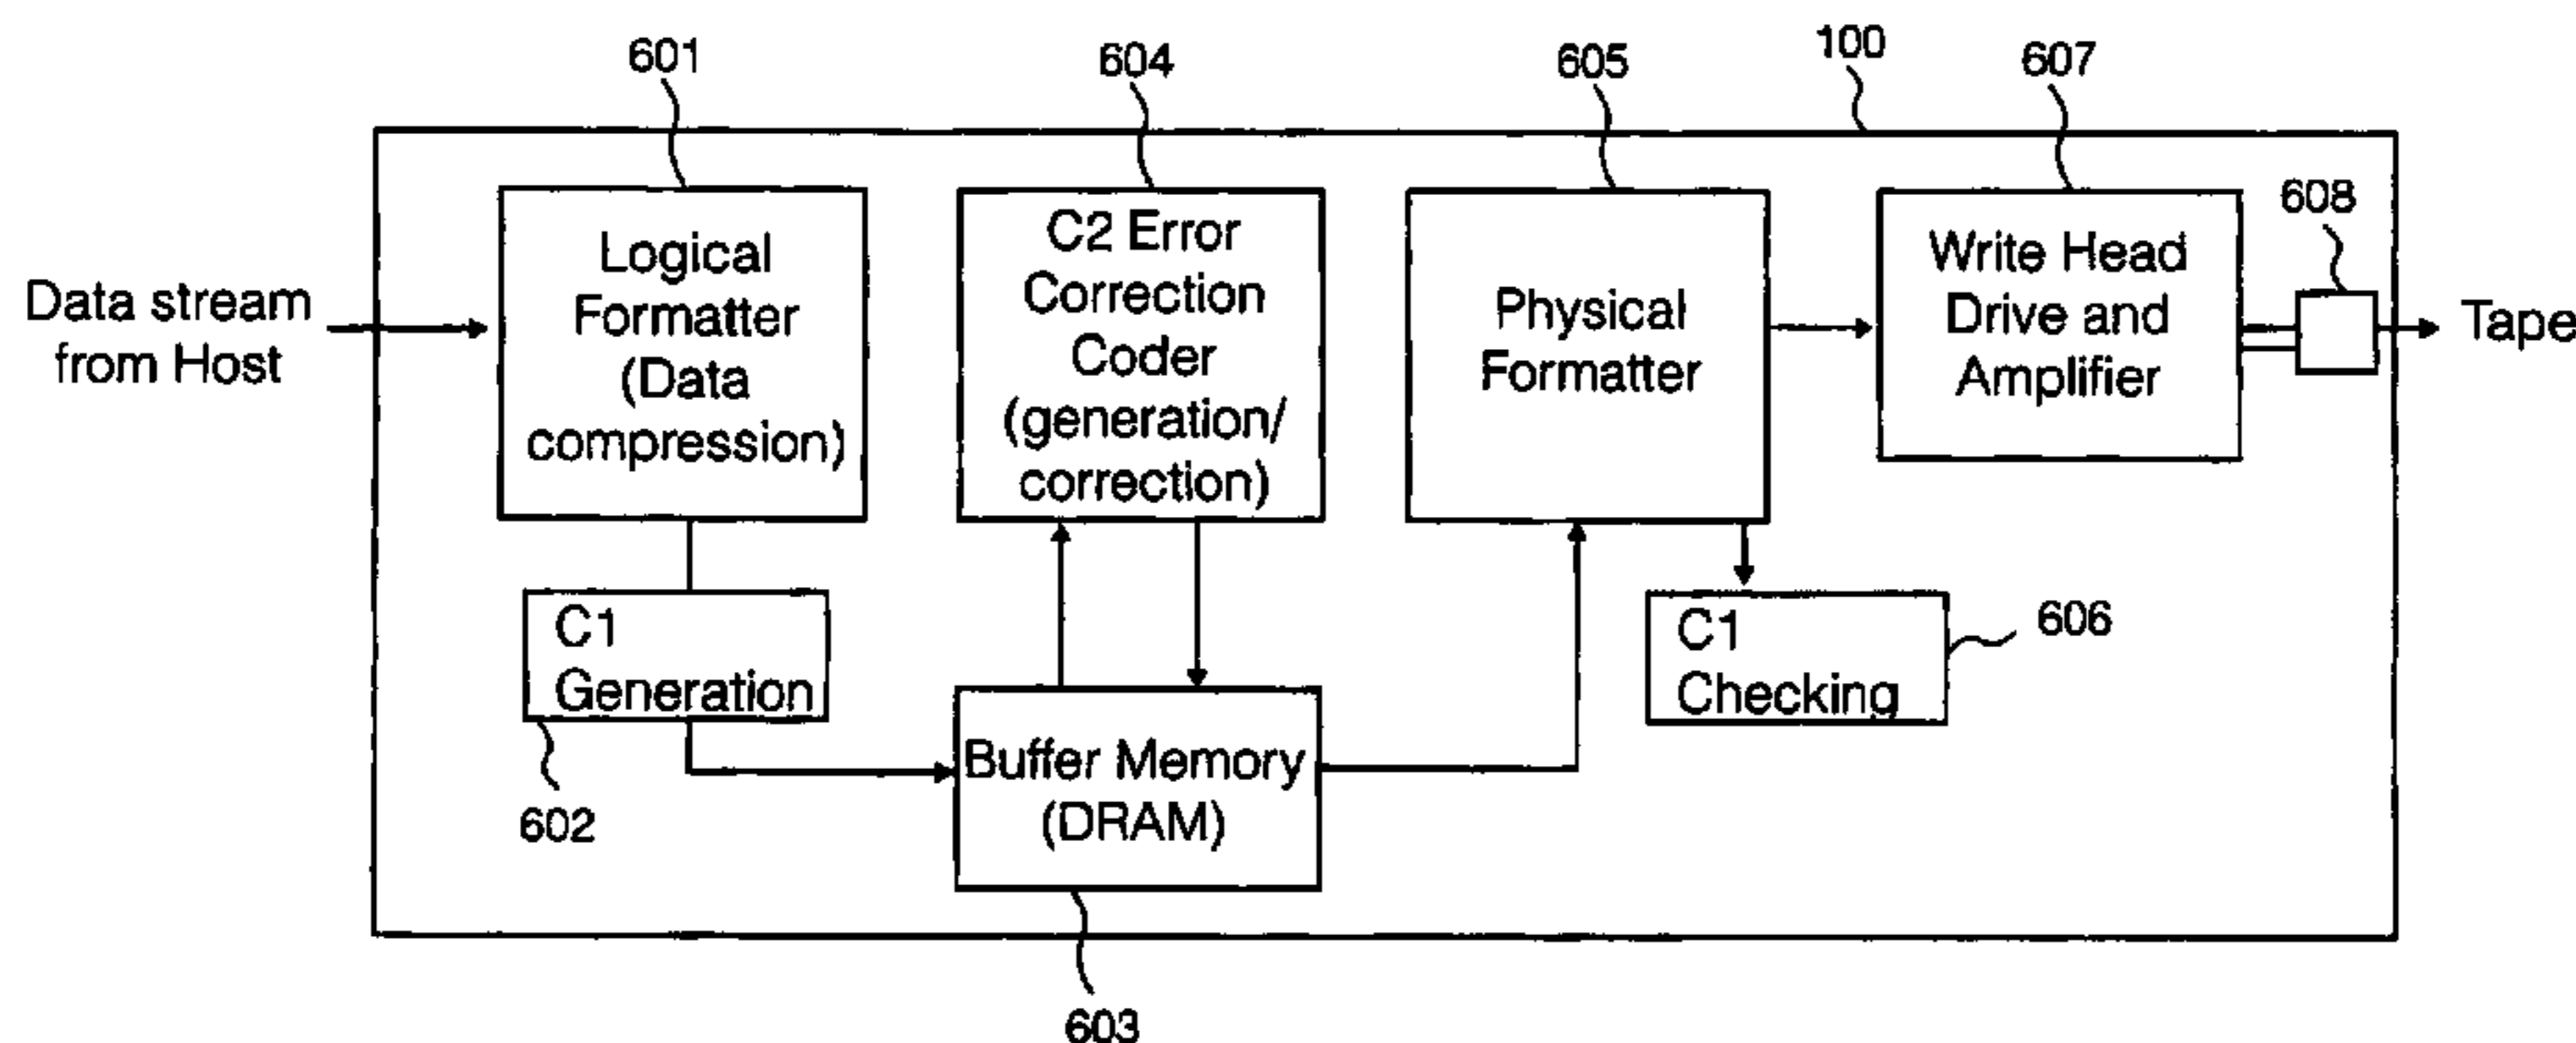 601
604
605
100
607
608
Data stream
from Host
Logical
Formatter
(Data
compression)
C2 Error
Correction
Coder
(generation/
correction)
Physical
Formatter
Write Head
Drive and
Amplifier
Tape
C1
Generation
602
Buffer Memory
(DRAM)
603
C1
Checking
606